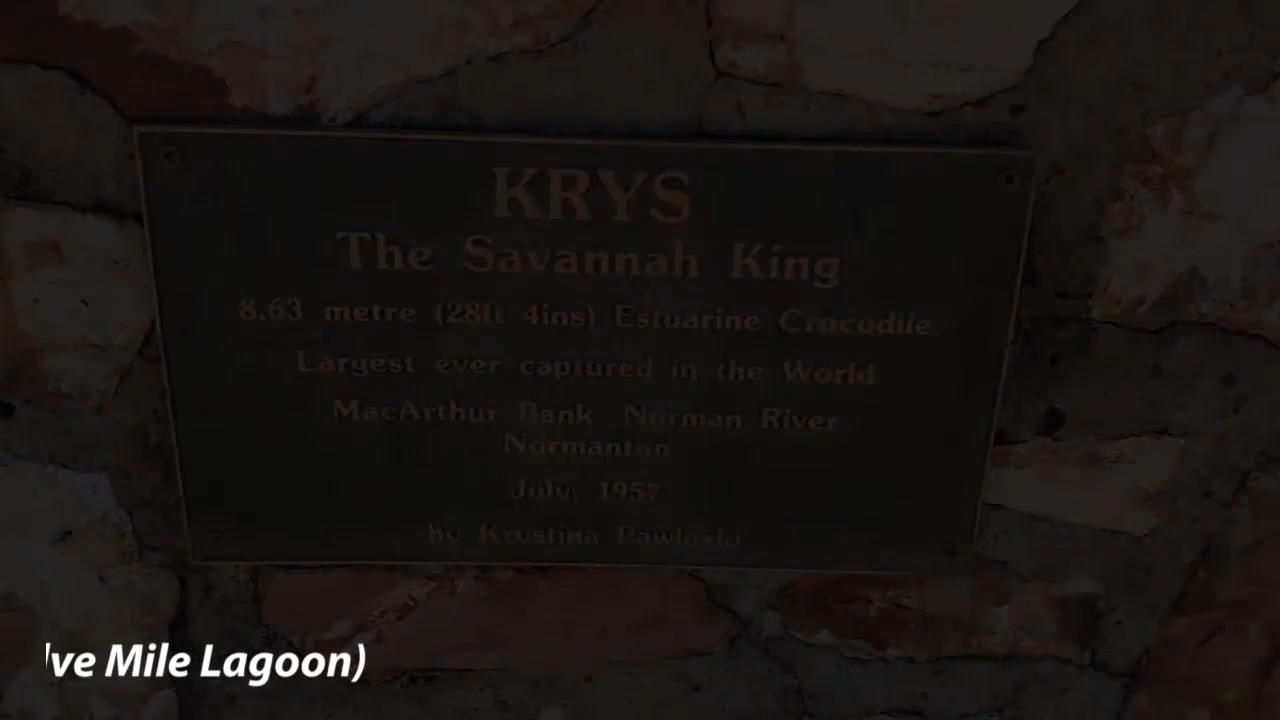 KRYS
The Savannah King
8.63 metre (28ft 4ins) Estuarine Crocodile
Largest ever captured in the World
MacArthur Bank Norman River
Normanton
July, 1957
by Krystina Pawloski
lve Mile Lagoon)